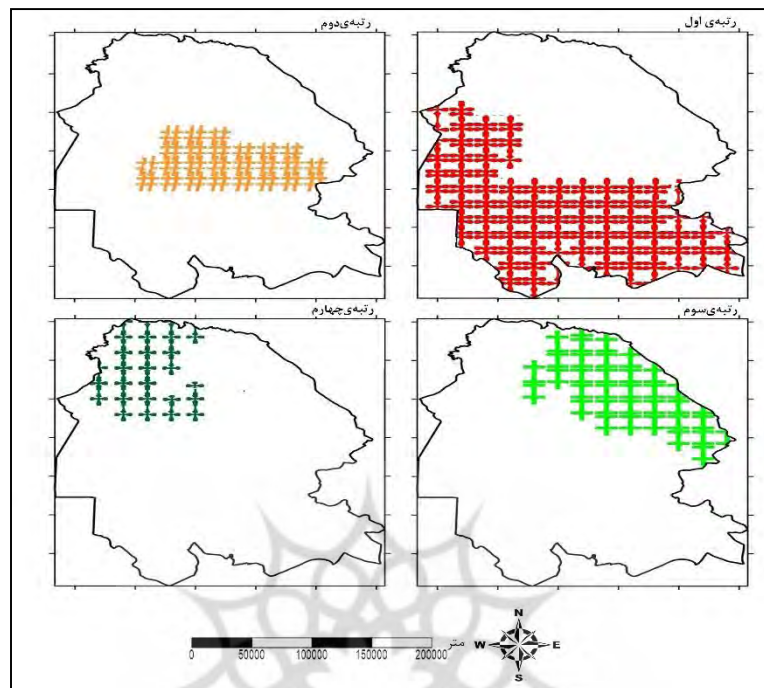 رتبه‌ی اول
رتبه‌ی دوم
رتبه‌ی سوم
رتبه‌ی چهارم
N
W E
S
متر
0 50000 100000 150000 200000